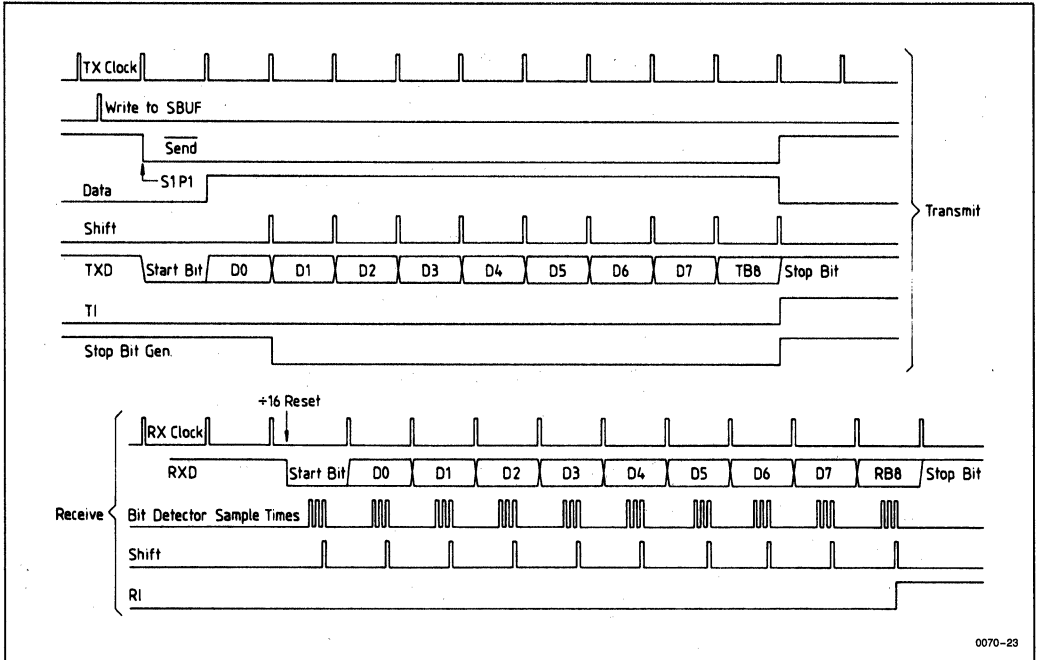 TX Clock
Write to SBUF
Send
S1P1
Data
Transmit
Shift
TXD Start Bit D0 D1 D2 D3 D4 D5 D6 D7 TB8 Stop Bit
TI
Stop Bit Gen.
÷16 Reset
RX Clock
RXD Start Bit D0 D1 D2 D3 D4 D5 D6 D7 RB8 Stop Bit
Receive Bit Detector Sample Times
Shift
RI
0070-23